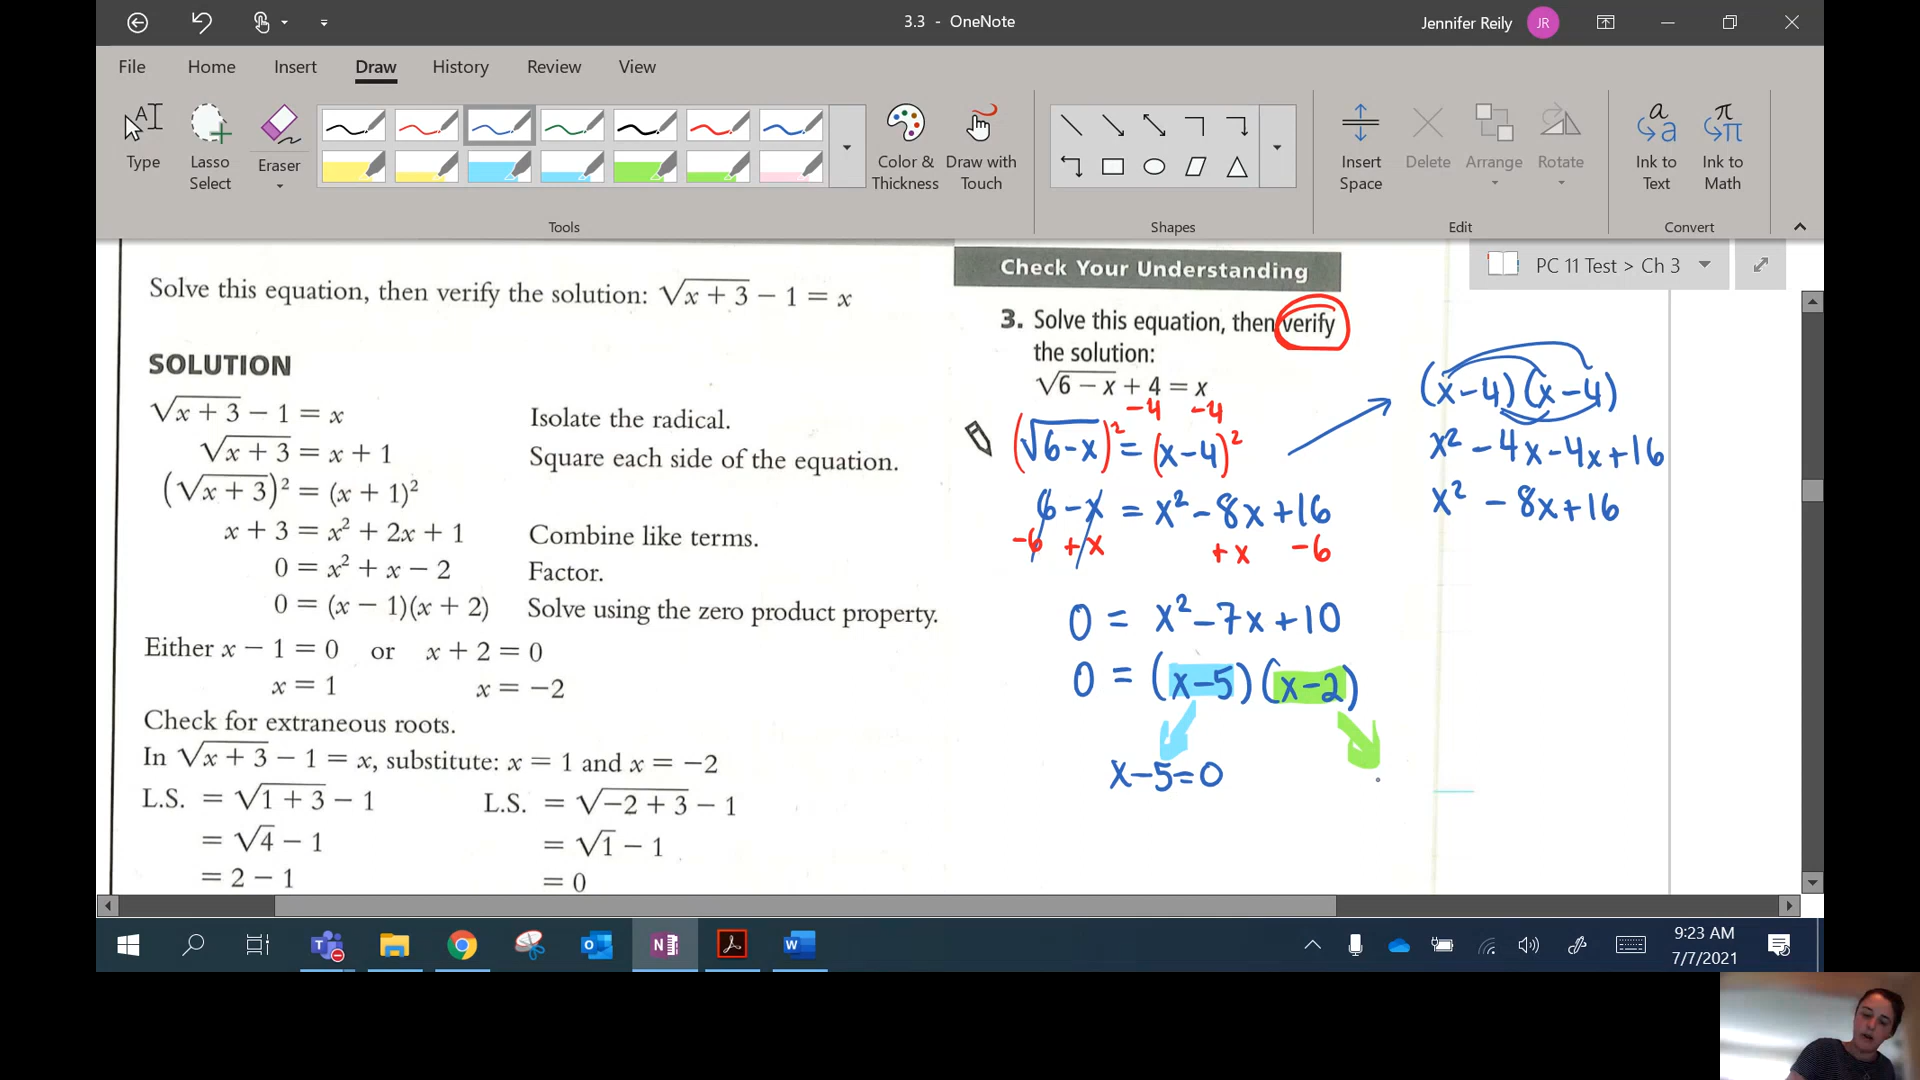 3.3 - OneNote
Jennifer Reily
JR
File Home Insert Draw History Review View
Type
Lasso Select
Eraser
Color & Thickness
Draw with Touch
Insert Space
Delete
Arrange
Rotate
Ink to Text
Ink to Math
Tools
Shapes
Edit
Convert
PC 11 Test > Ch 3
Solve this equation, then verify the solution: √(x + 3) − 1 = x
SOLUTION
√(x + 3) − 1 = x Isolate the radical.
√(x + 3) = x + 1 Square each side of the equation.
(√(x + 3))² = (x + 1)²
x + 3 = x² + 2x + 1 Combine like terms.
0 = x² + x − 2 Factor.
0 = (x − 1)(x + 2) Solve using the zero product property.
Either x − 1 = 0 or x + 2 = 0
x = 1 x = −2
Check for extraneous roots.
In √(x + 3) − 1 = x, substitute: x = 1 and x = −2
L.S. = √(1 + 3) − 1 L.S. = √(−2 + 3) − 1
= √4 − 1 = √1 − 1
= 2 − 1 = 0
Check Your Understanding
3. Solve this equation, then verify
the solution:
√(6 − x) + 4 = x
−4 −4
(√(6−x))² = (x−4)²
6−x = x²−8x+16
−6 +x +x −6
0 = x²−7x+10
0 = (x−5)(x−2)
x−5=0
(x−4)(x−4)
x² −4x−4x+16
x² −8x+16
9:23 AM
7/7/2021